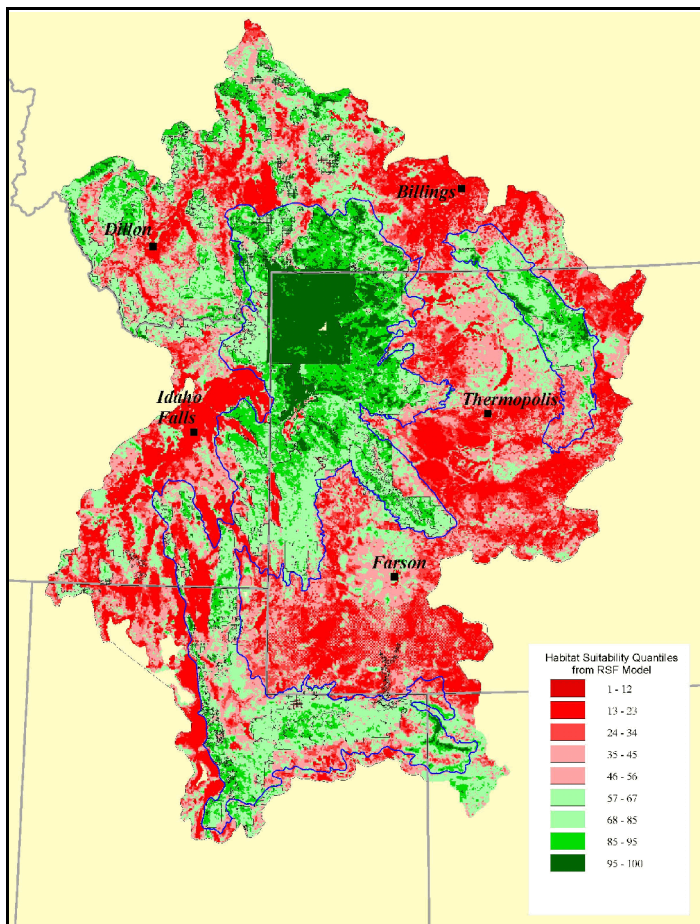 Billings
Dillon
Idaho
Falls
Thermopolis
Farson
Habitat Suitability Quantiles
from RSF Model
1 - 12
13 - 23
24 - 34
35 - 45
46 - 56
57 - 67
68 - 85
85 - 95
95 - 100